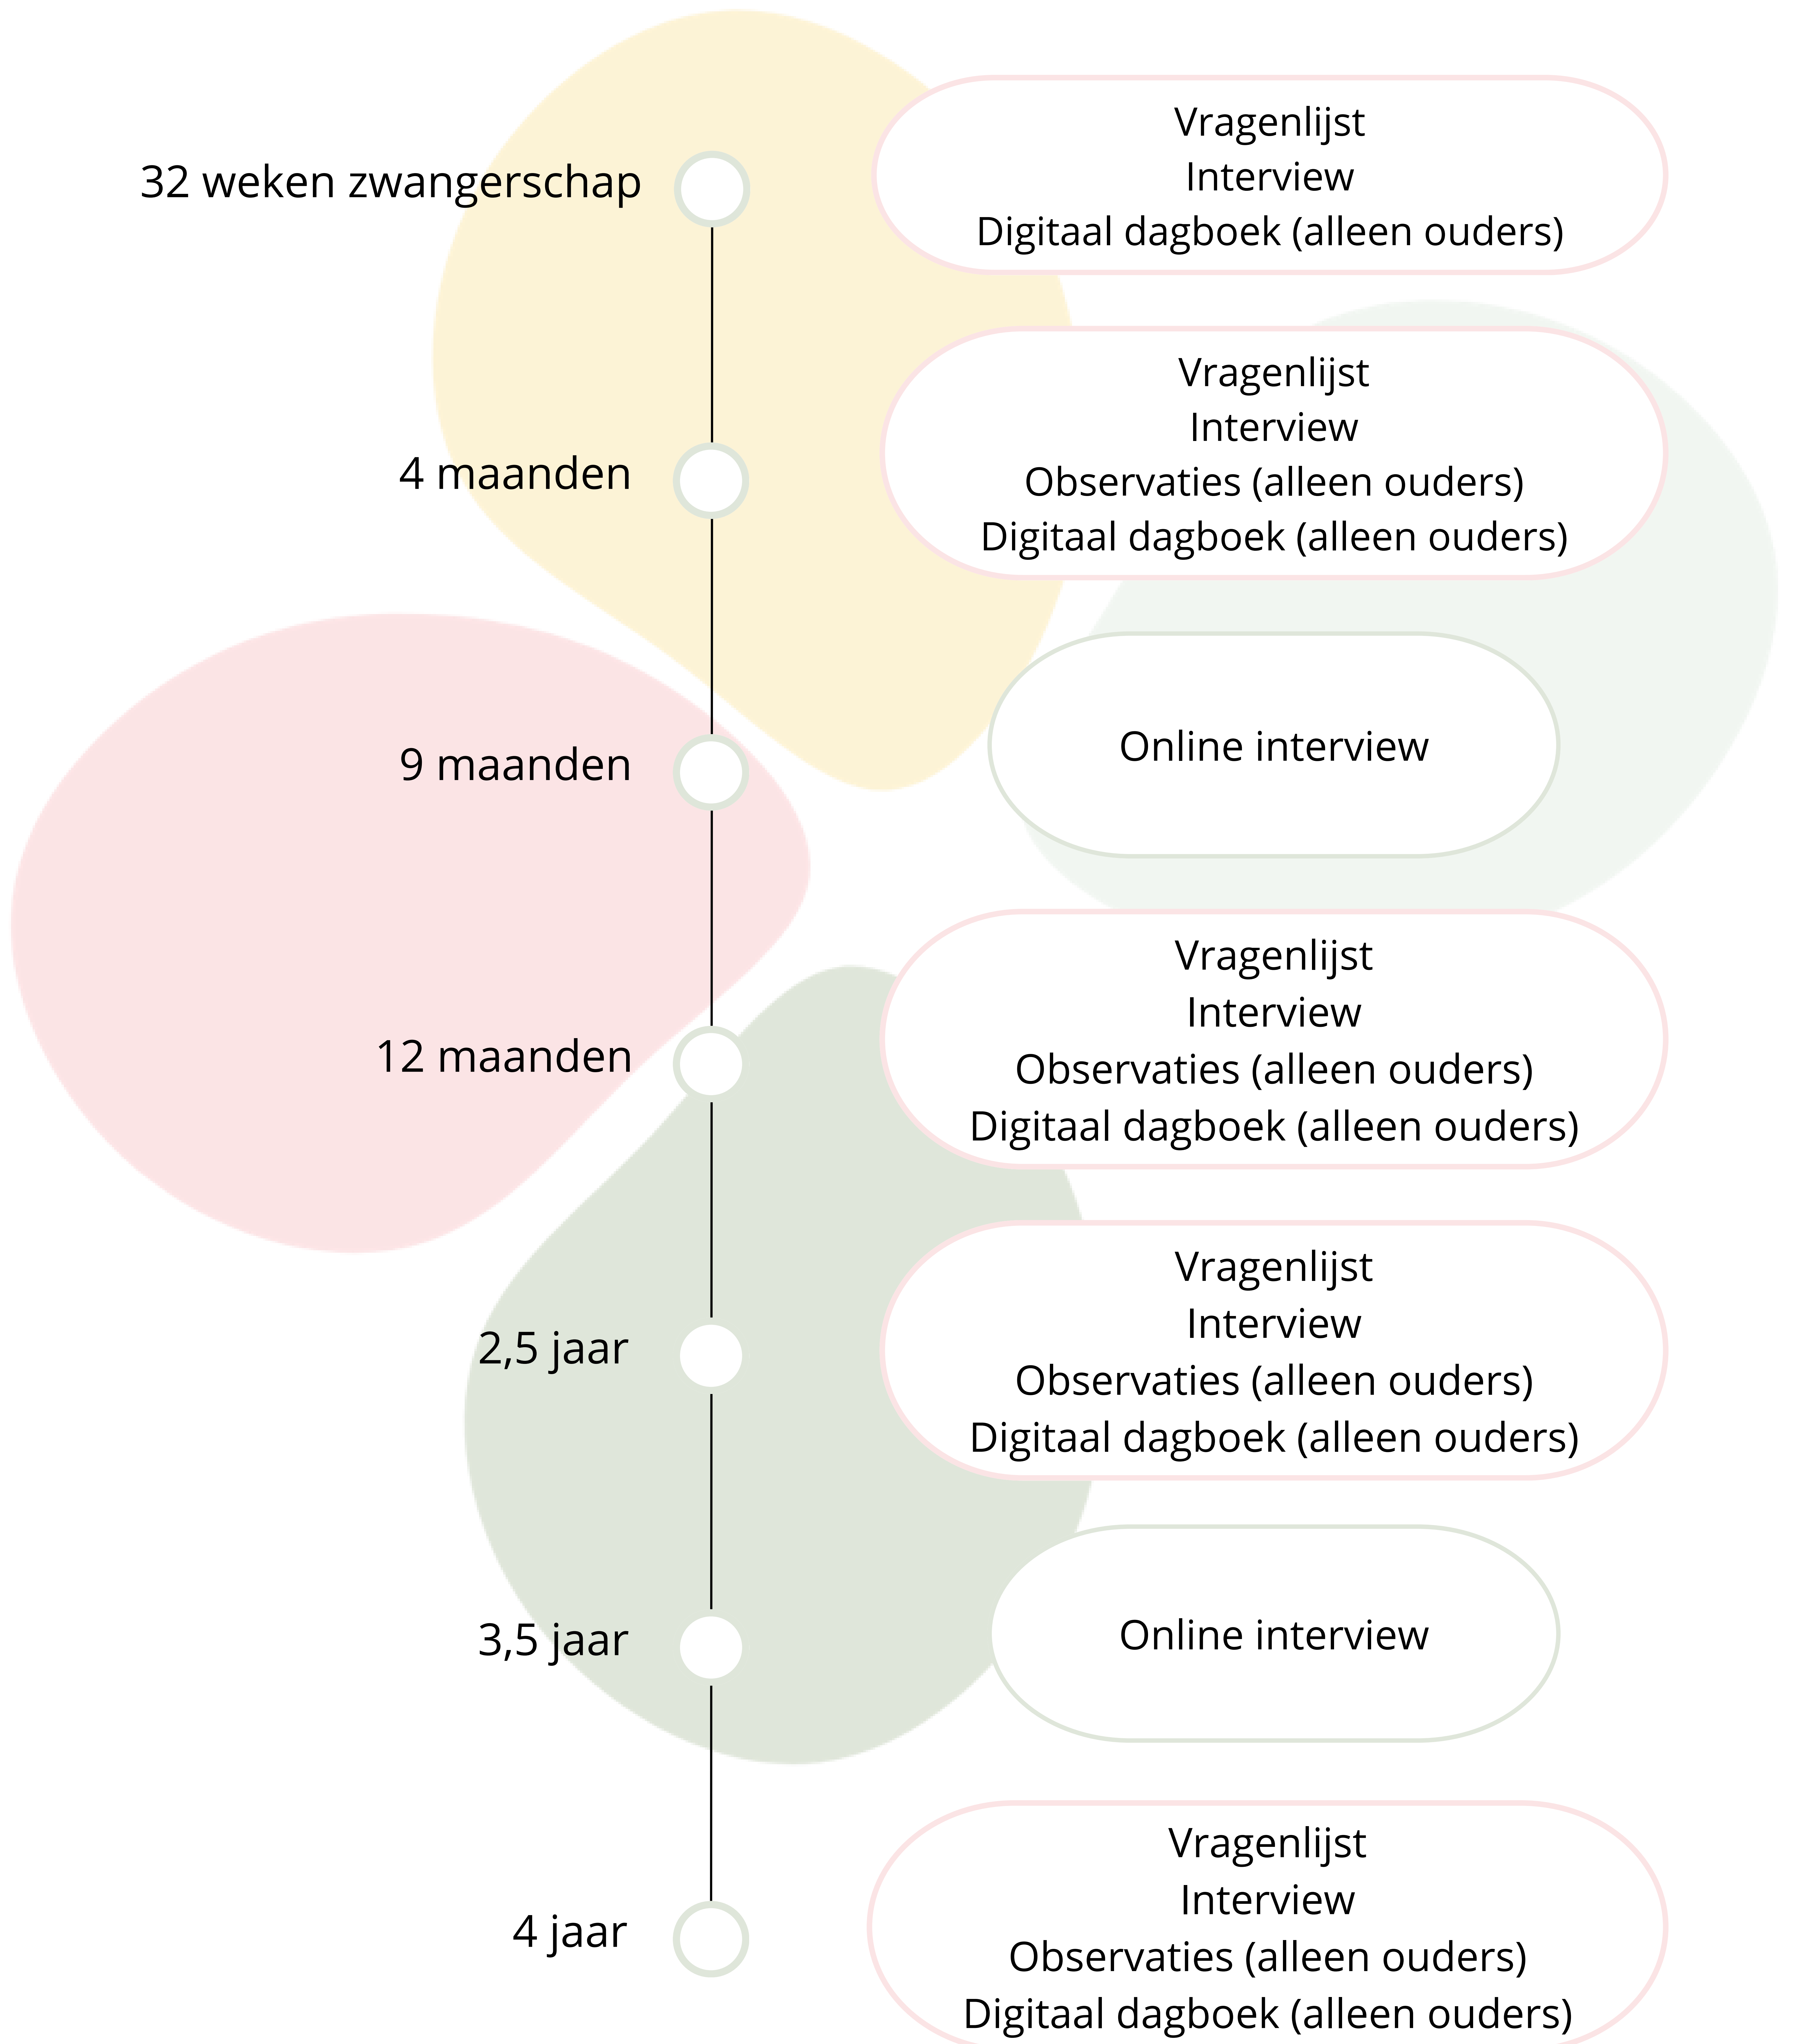 32 weken zwangerschap
Vragenlijst
Interview
Digitaal dagboek (alleen ouders)
4 maanden
Vragenlijst
Interview
Observaties (alleen ouders)
Digitaal dagboek (alleen ouders)
9 maanden
Online interview
12 maanden
Vragenlijst
Interview
Observaties (alleen ouders)
Digitaal dagboek (alleen ouders)
2,5 jaar
Vragenlijst
Interview
Observaties (alleen ouders)
Digitaal dagboek (alleen ouders)
3,5 jaar
Online interview
4 jaar
Vragenlijst
Interview
Observaties (alleen ouders)
Digitaal dagboek (alleen ouders)